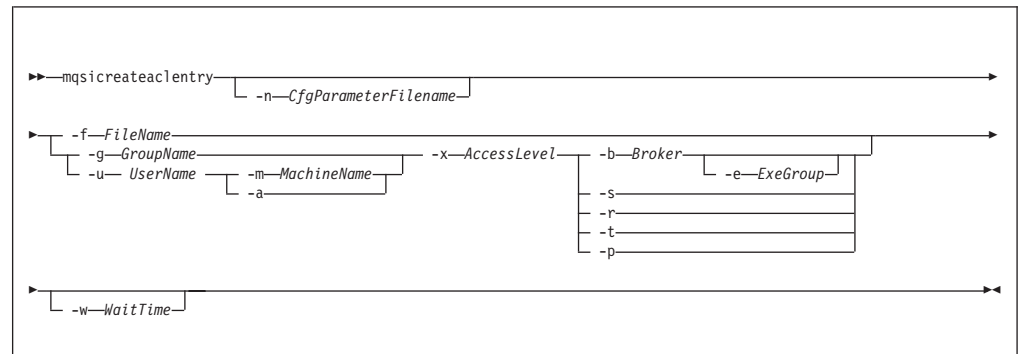 mqsicreateaclentry
-n CfgParameterFilename
-f FileName
-g GroupName -x AccessLevel -b Broker
-u UserName -m MachineName -e ExeGroup
-a
-s
-r
-t
-p
-w WaitTime